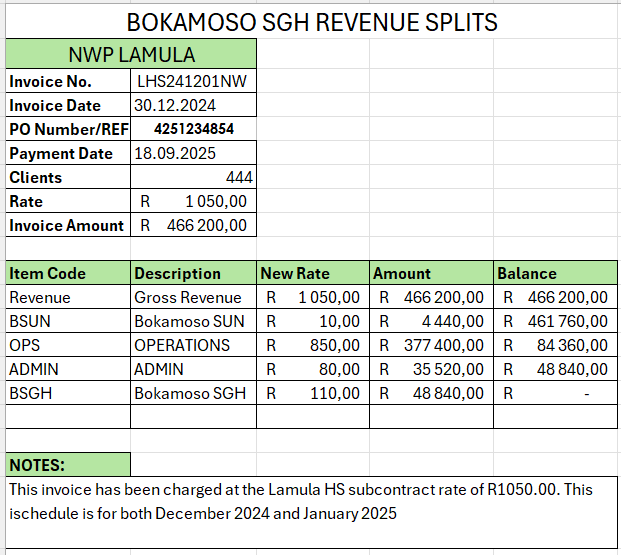 BOKAMOSO SGH REVENUE SPLITS
NWP LAMULA
Invoice No. LHS241201NW
Invoice Date 30.12.2024
PO Number/REF 4251234854
Payment Date 18.09.2025
Clients 444
Rate R 1 050,00
Invoice Amount R 466 200,00
Item Code Description New Rate Amount Balance
Revenue Gross Revenue R 1 050,00 R 466 200,00 R 466 200,00
BSUN Bokamoso SUN R 10,00 R 4 440,00 R 461 760,00
OPS OPERATIONS R 850,00 R 377 400,00 R 84 360,00
ADMIN ADMIN R 80,00 R 35 520,00 R 48 840,00
BSGH Bokamoso SGH R 110,00 R 48 840,00 R -
NOTES:
This invoice has been charged at the Lamula HS subcontract rate of R1050.00. This
ischedule is for both December 2024 and January 2025